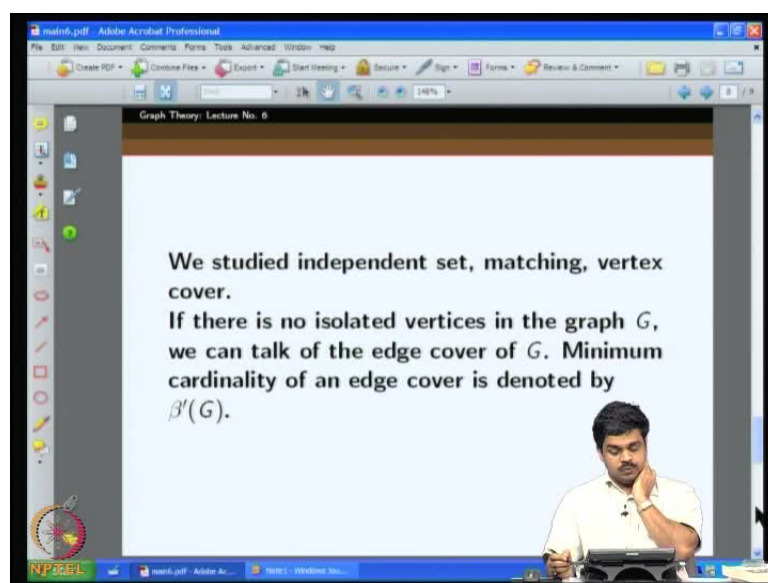 main6.pdf - Adobe Acrobat Professional
File Edit View Document Comments Forms Tools Advanced Window Help
Create PDF Combine Files Export Start Meeting Secure Sign Forms Review & Comment
Graph Theory: Lecture No. 6
We studied independent set, matching, vertex
cover.
If there is no isolated vertices in the graph G,
we can talk of the edge cover of G. Minimum
cardinality of an edge cover is denoted by
β′(G).
NPTEL
main6.pdf - Adobe Ac... Note1 - Windows Jou...